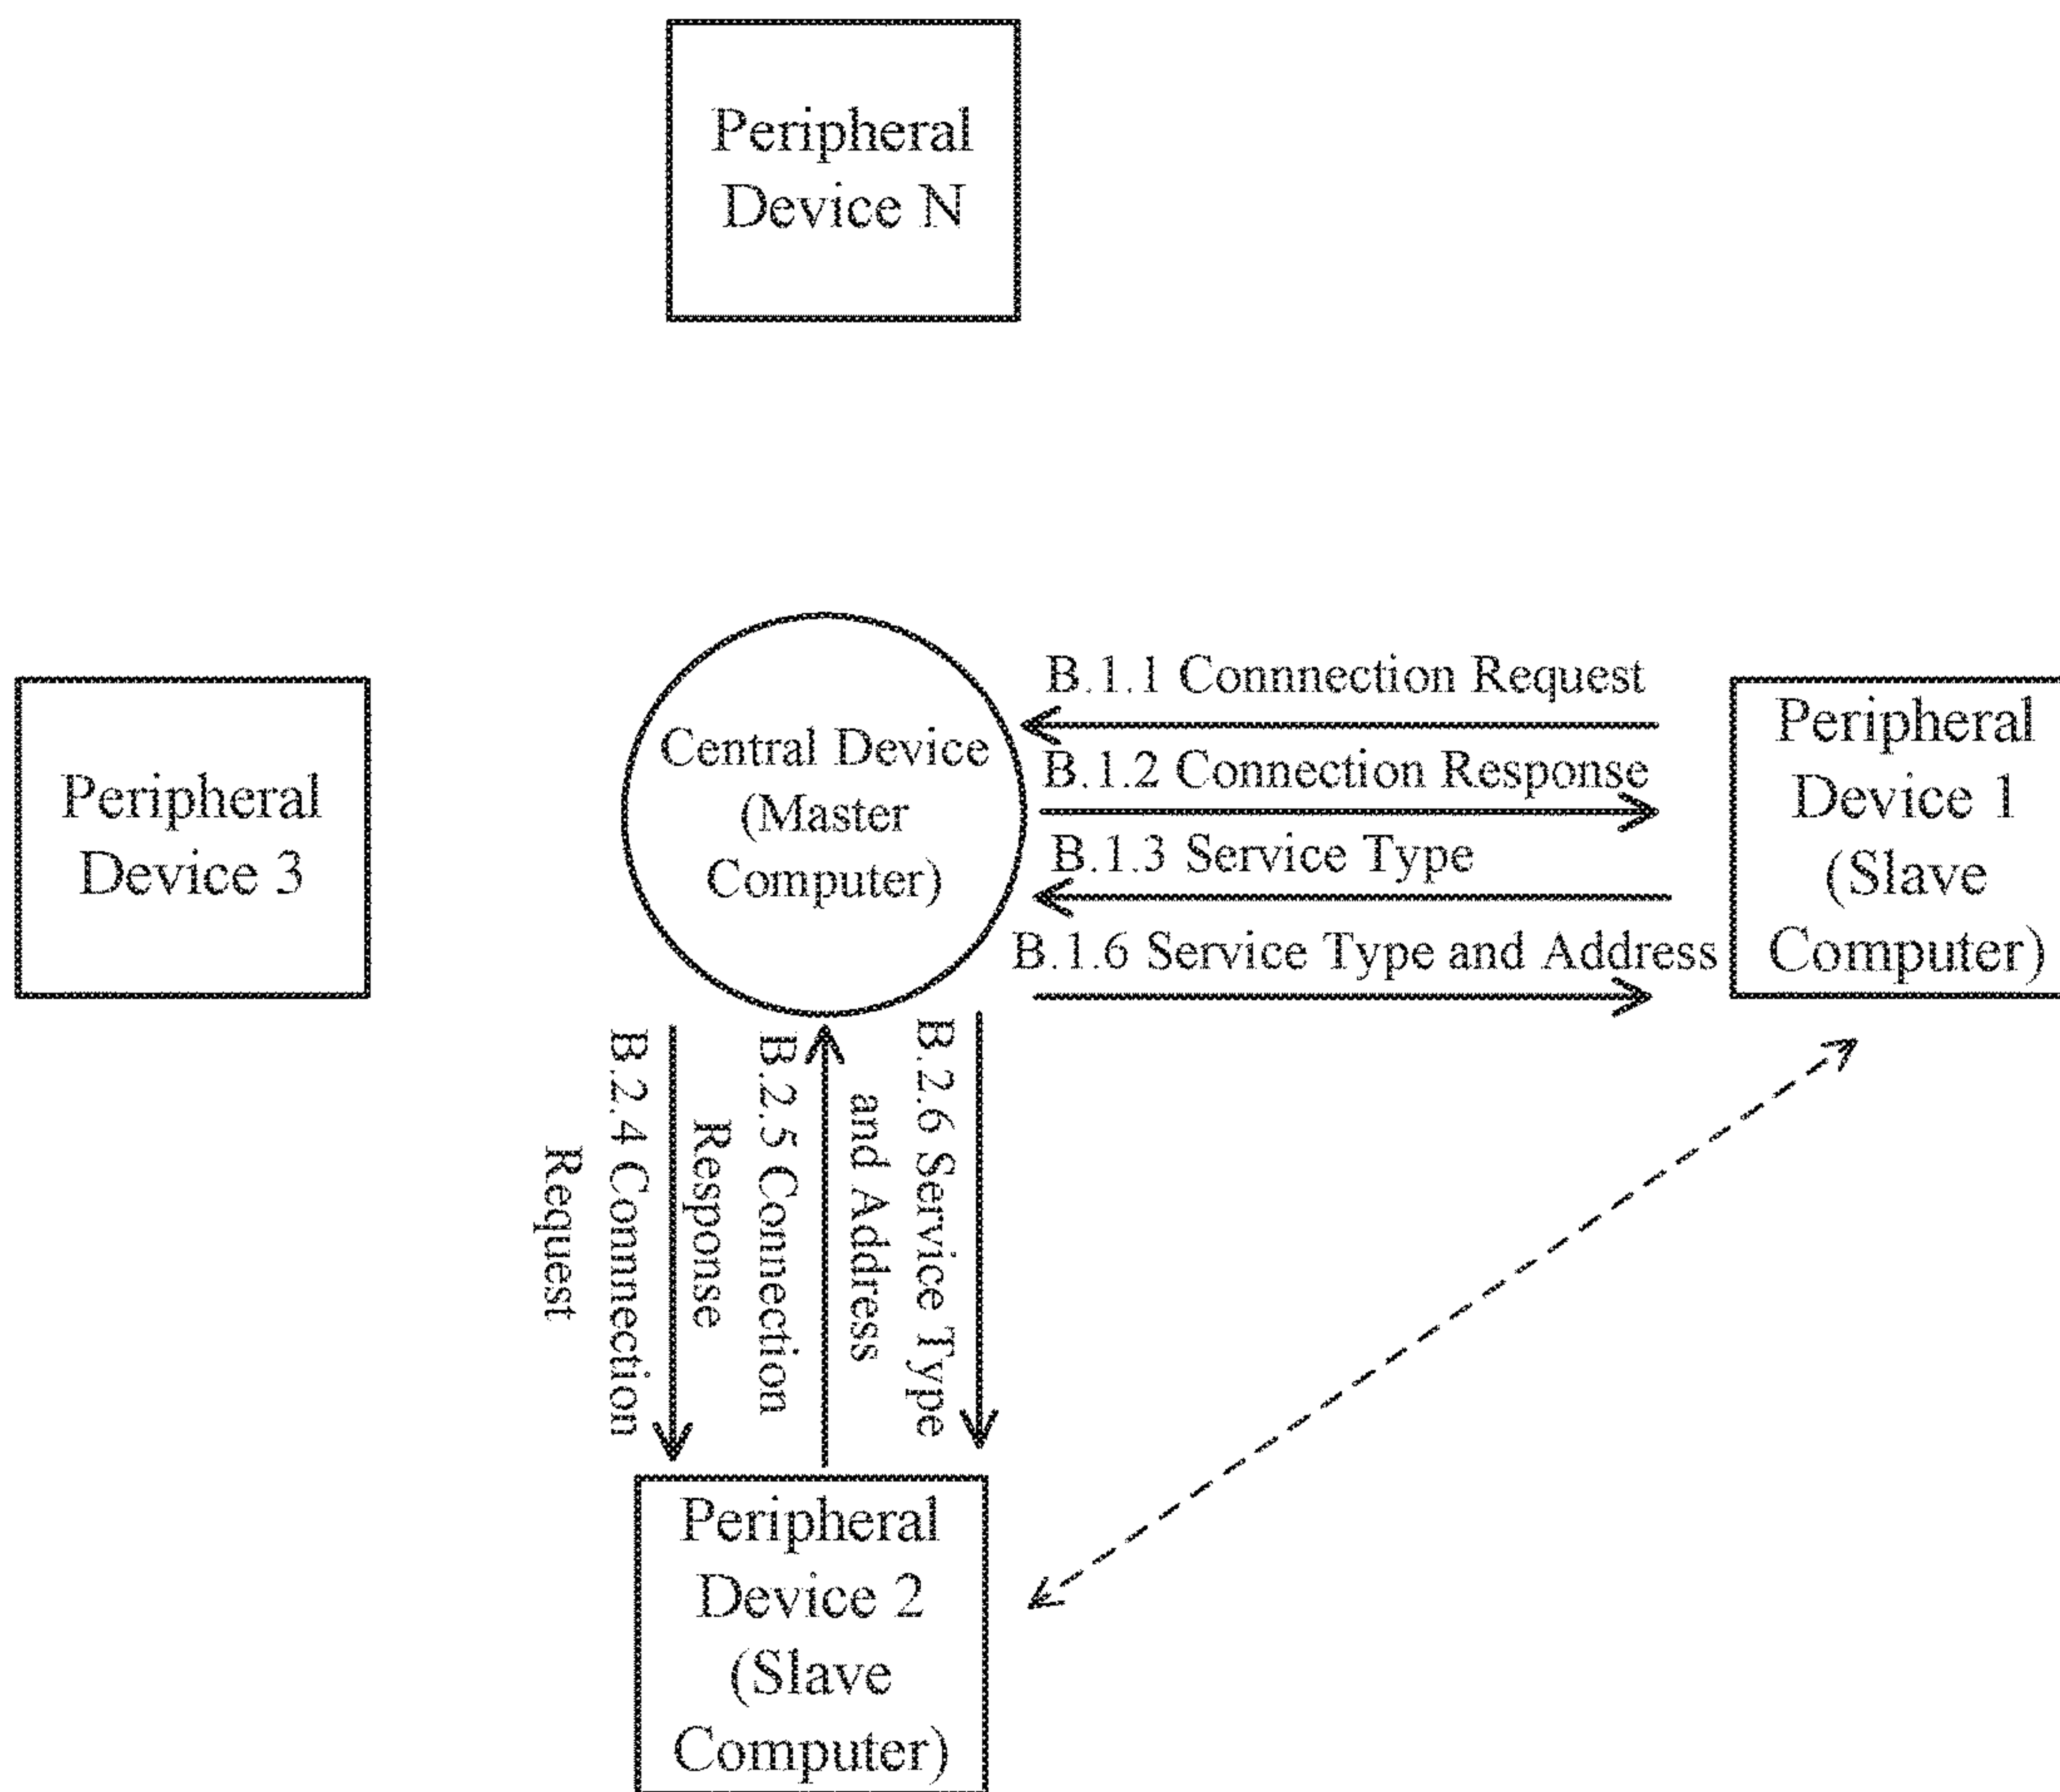 Peripheral
Device N
Peripheral
Device 3
Central Device
(Master
Computer)
B.1.1 Connnection Request
B.1.2 Connection Response
B.1.3 Service Type
B.1.6 Service Type and Address
Peripheral
Device 1
(Slave
Computer)
B.2.4 Connection
Request
B.2.5 Connection
Response
B.2.6 Service Type
and Address
Peripheral
Device 2
(Slave
Computer)